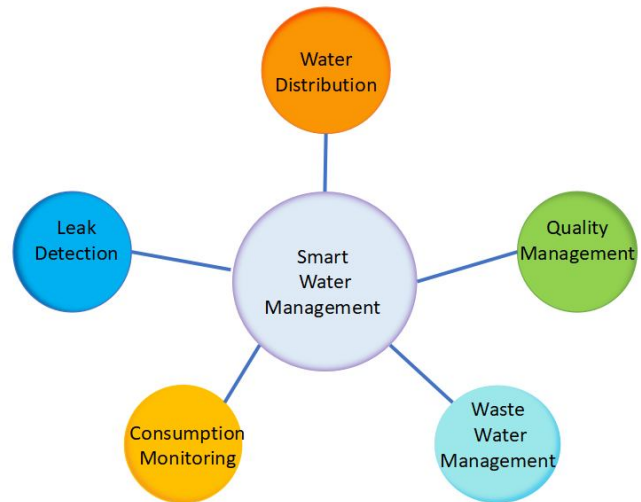 Water
Distribution
Leak
Detection
Quality
Management
Smart
Water
Management
Consumption
Monitoring
Waste
Water
Management